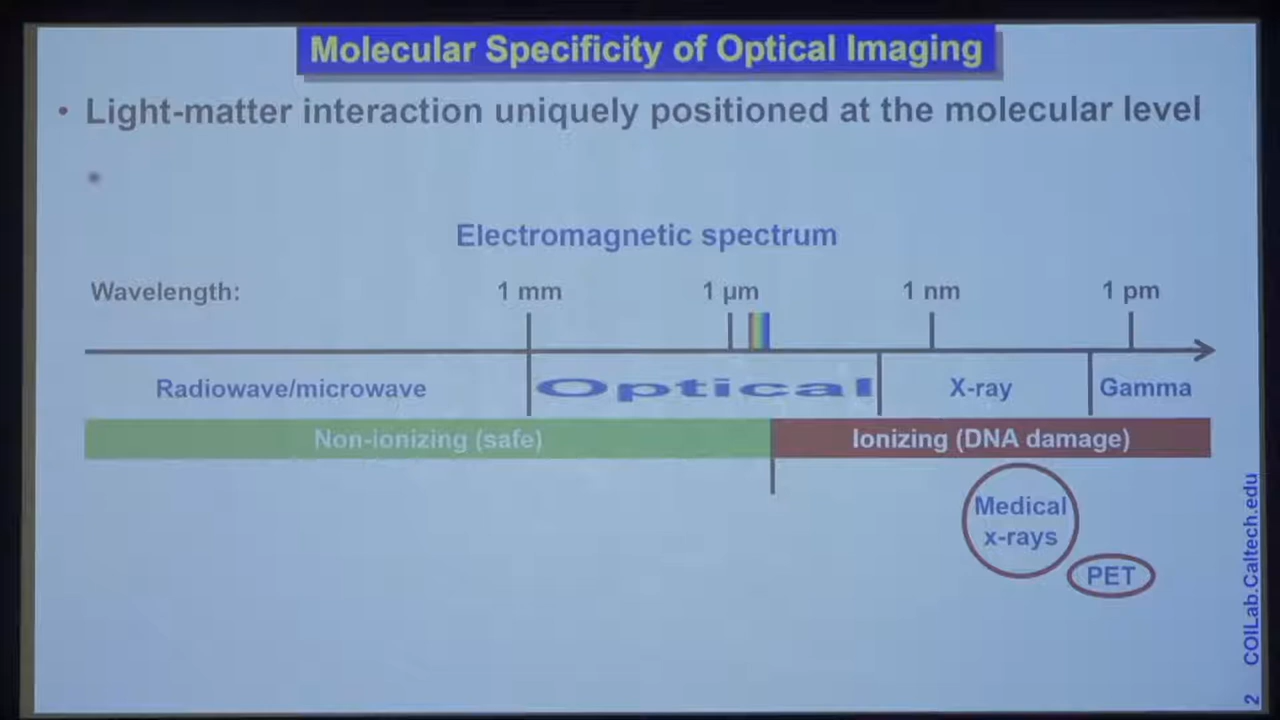 Molecular Specificity of Optical Imaging
• Light-matter interaction uniquely positioned at the molecular level
•
Electromagnetic spectrum
Wavelength: 1 mm 1 µm 1 nm 1 pm
Radiowave/microwave Optical X-ray Gamma
Non-ionizing (safe) Ionizing (DNA damage)
Medical
x-rays
PET
2 COILab.Caltech.edu